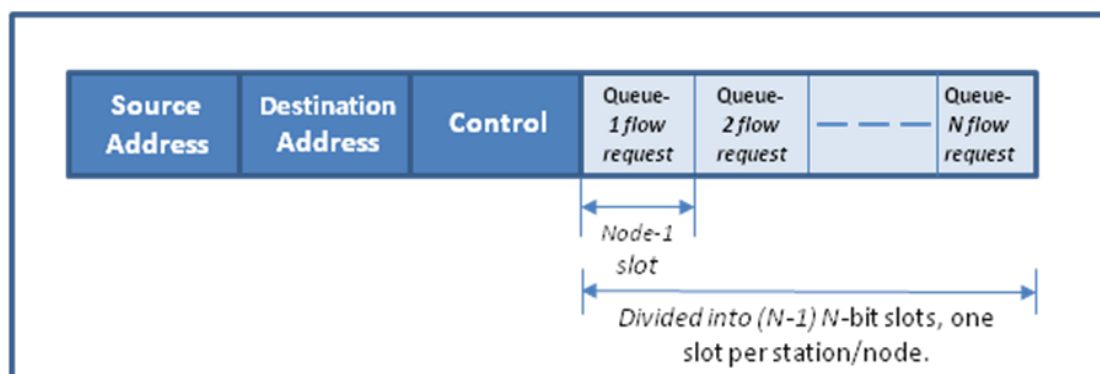 Source
Address
Destination
Address
Control
Queue-
1 flow
request
Queue-
2 flow
request
Queue-
N flow
request
Node-1
slot
Divided into (N-1) N-bit slots, one
slot per station/node.